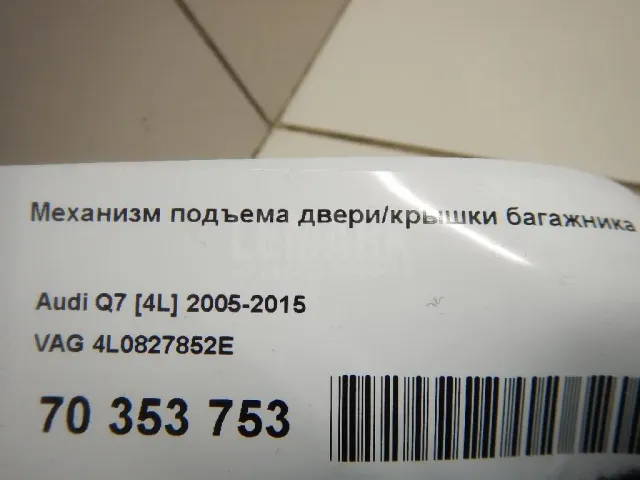 Механизм подъема двери/крышки багажника
Audi Q7 [4L] 2005-2015
VAG 4L0827852E
70 353 753